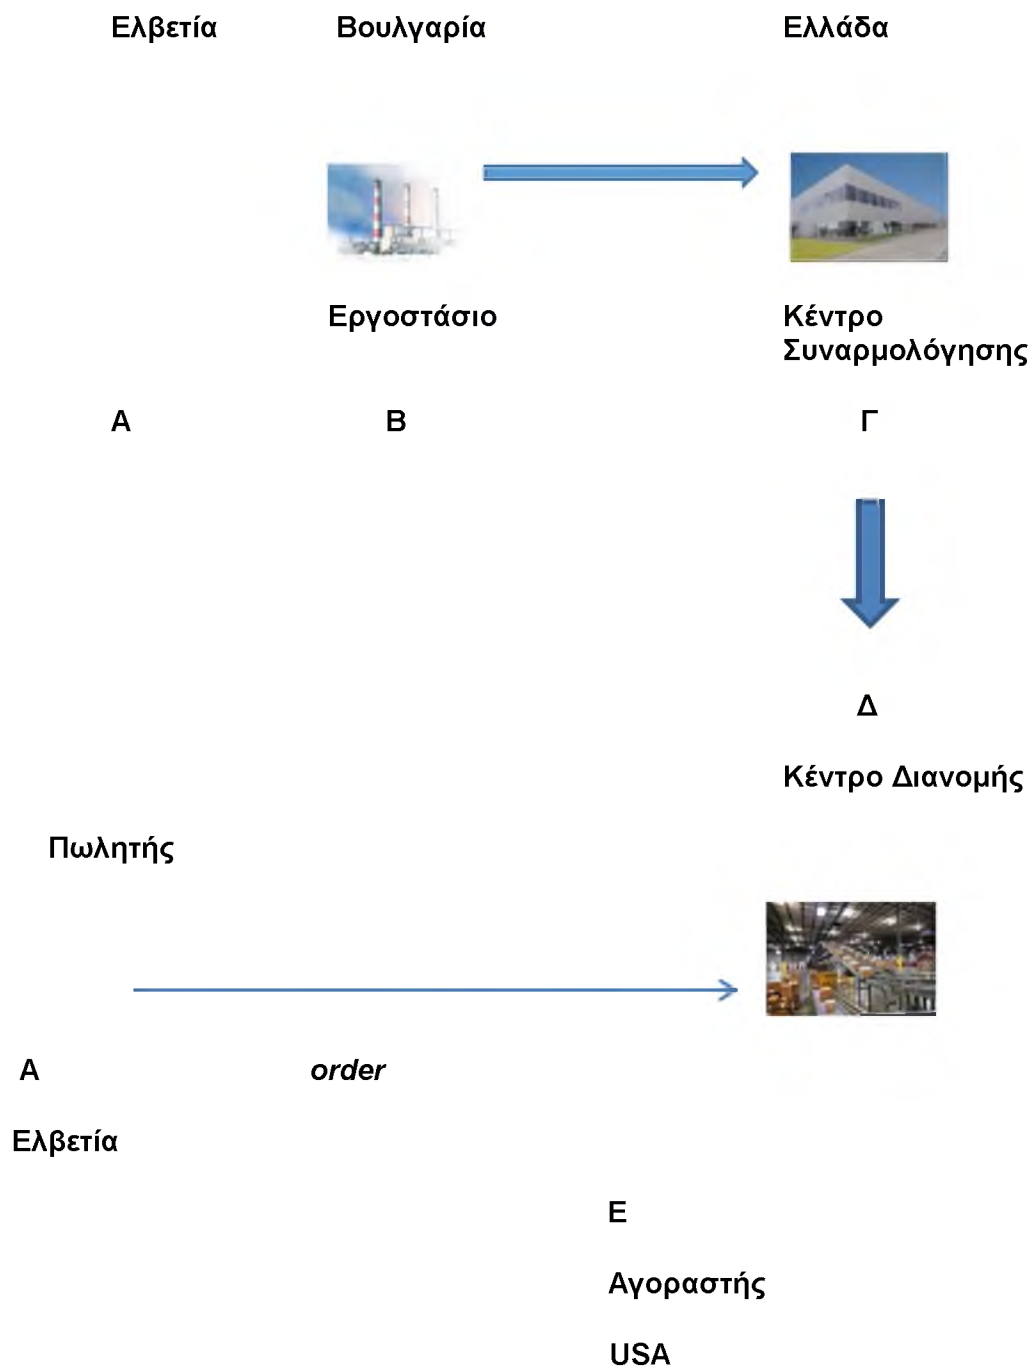 Ελβετία Βουλγαρία Ελλάδα
Εργοστάσιο Κέντρο
Συναρμολόγησης
Α Β Γ
Δ
Κέντρο Διανομής
Πωλητής
Α order
Ελβετία
Ε
Αγοραστής
USA